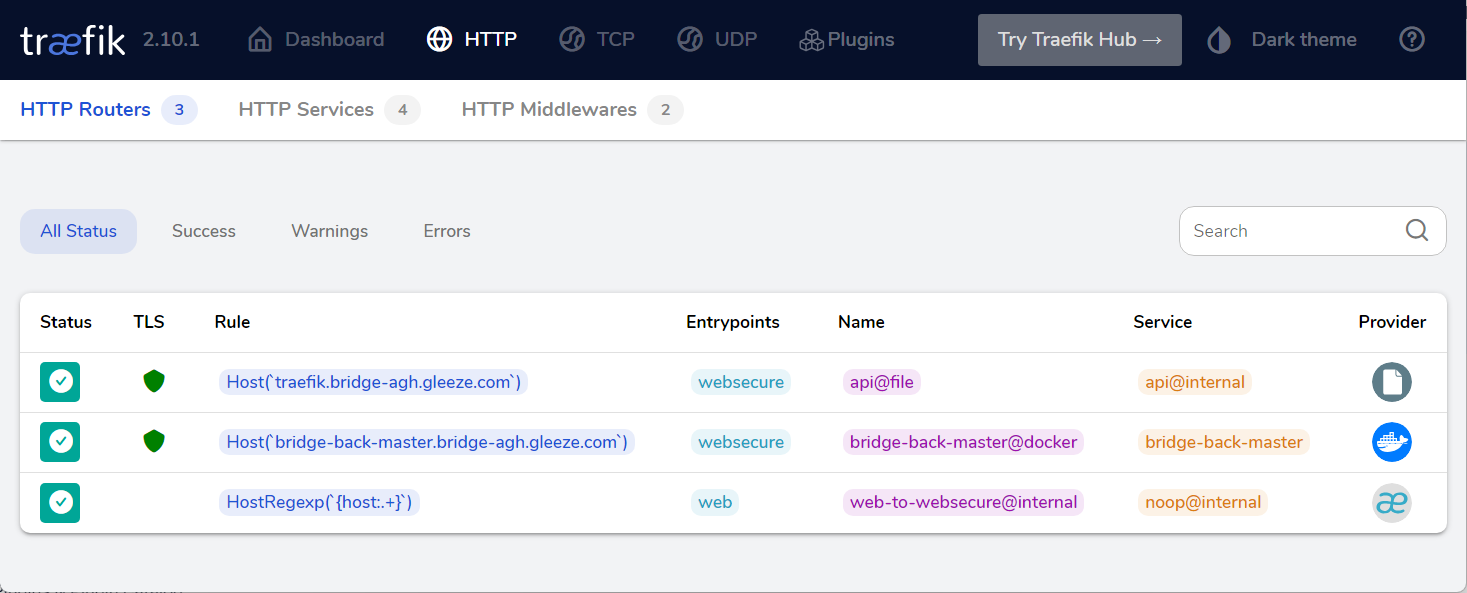 træfik 2.10.1 Dashboard HTTP TCP UDP Plugins Try Traefik Hub → Dark theme
HTTP Routers 3 HTTP Services 4 HTTP Middlewares 2
All Status Success Warnings Errors Search
Status TLS Rule Entrypoints Name Service Provider
Host(`traefik.bridge-agh.gleeze.com`) websecure api@file api@internal
Host(`bridge-back-master.bridge-agh.gleeze.com`) websecure bridge-back-master@docker bridge-back-master
HostRegexp(`{host:.+}`) web web-to-websecure@internal noop@internal æ